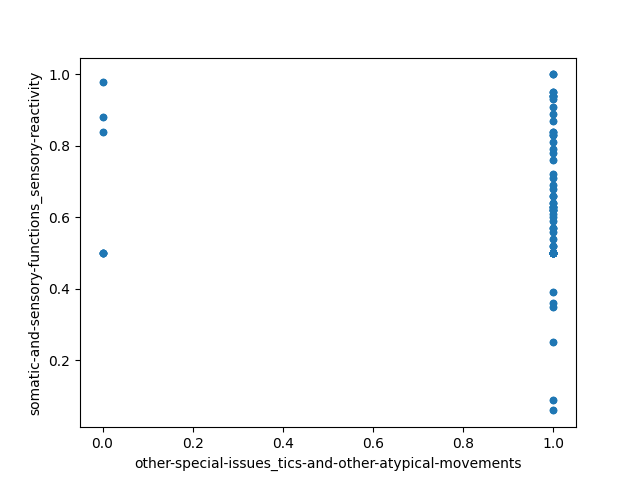 somatic-and-sensory-functions_sensory-reactivity
1.0
0.8
0.6
0.4
0.2
0.0 0.2 0.4 0.6 0.8 1.0
other-special-issues_tics-and-other-atypical-movements